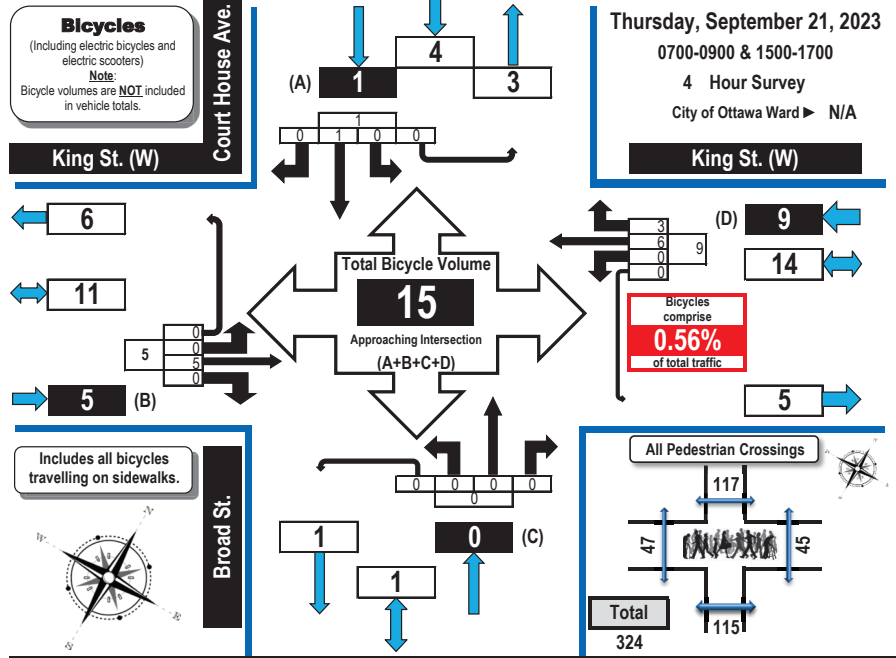 Bicycles
(Including electric bicycles and
electric scooters)
Note:
Bicycle volumes are NOT included
in vehicle totals.
Court House Ave.
King St. (W)
4
(A) 1
3
1
0 1 0 0
Thursday, September 21, 2023
0700-0900 & 1500-1700
4 Hour Survey
City of Ottawa Ward ► N/A
King St. (W)
6
11
5 (B)
5
0
0
5
0
Total Bicycle Volume
15
Approaching Intersection
(A+B+C+D)
3
6
0
0
9
(D) 9
14
5
Bicycles
comprise
0.56%
of total traffic
Includes all bicycles
travelling on sidewalks.
N
W
E
S
Broad St.
0 0 0 0
0
1
0 (C)
1
All Pedestrian Crossings
117
47
45
115
Total
324